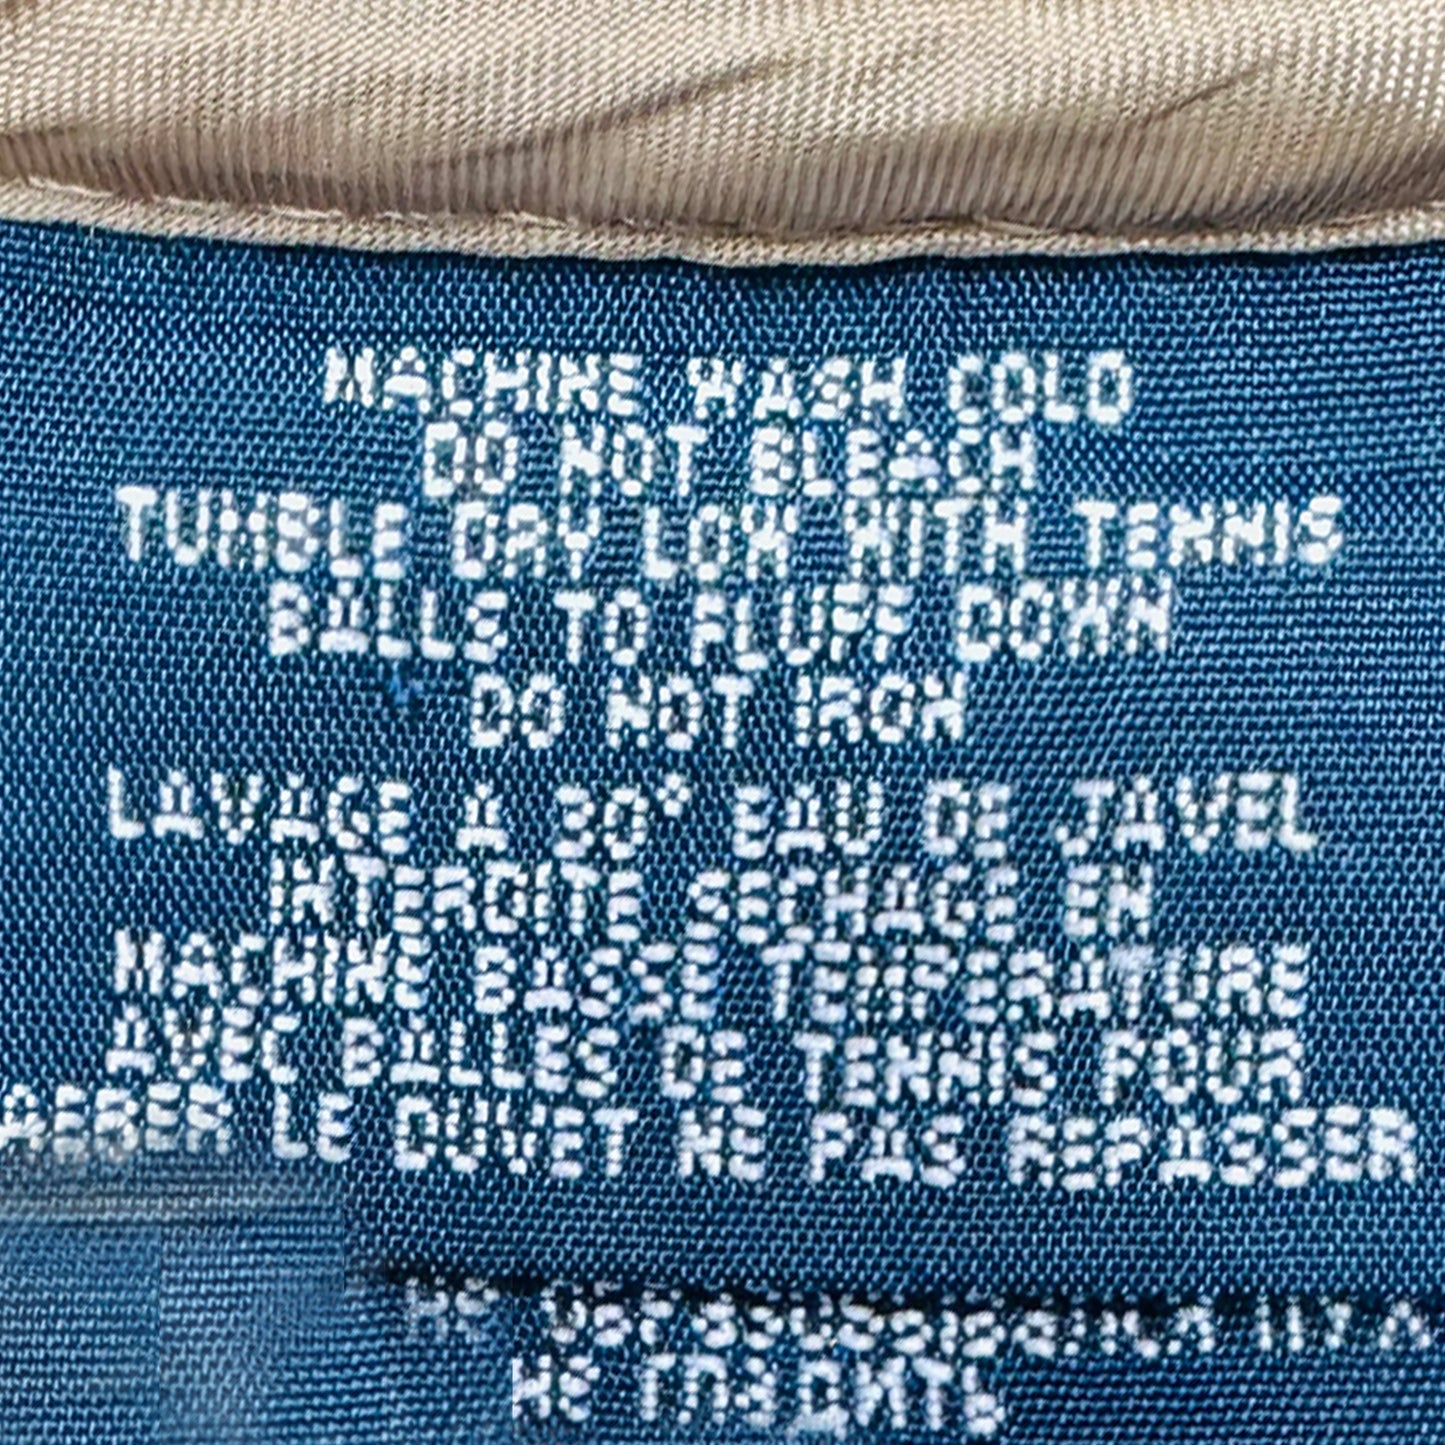 MACHINE WASH COLD
DO NOT BLEACH
TUMBLE DRY LOW WITH TENNIS
BALLS TO FLUFF DOWN
DO NOT IRON
LAVAGE A 30° EAU DE JAVEL
INTERDITE SECHAGE EN
MACHINE BASSE TEMPERATURE
AVEC BALLES DE TENNIS POUR
LE DUVET NE PAS REPASSER